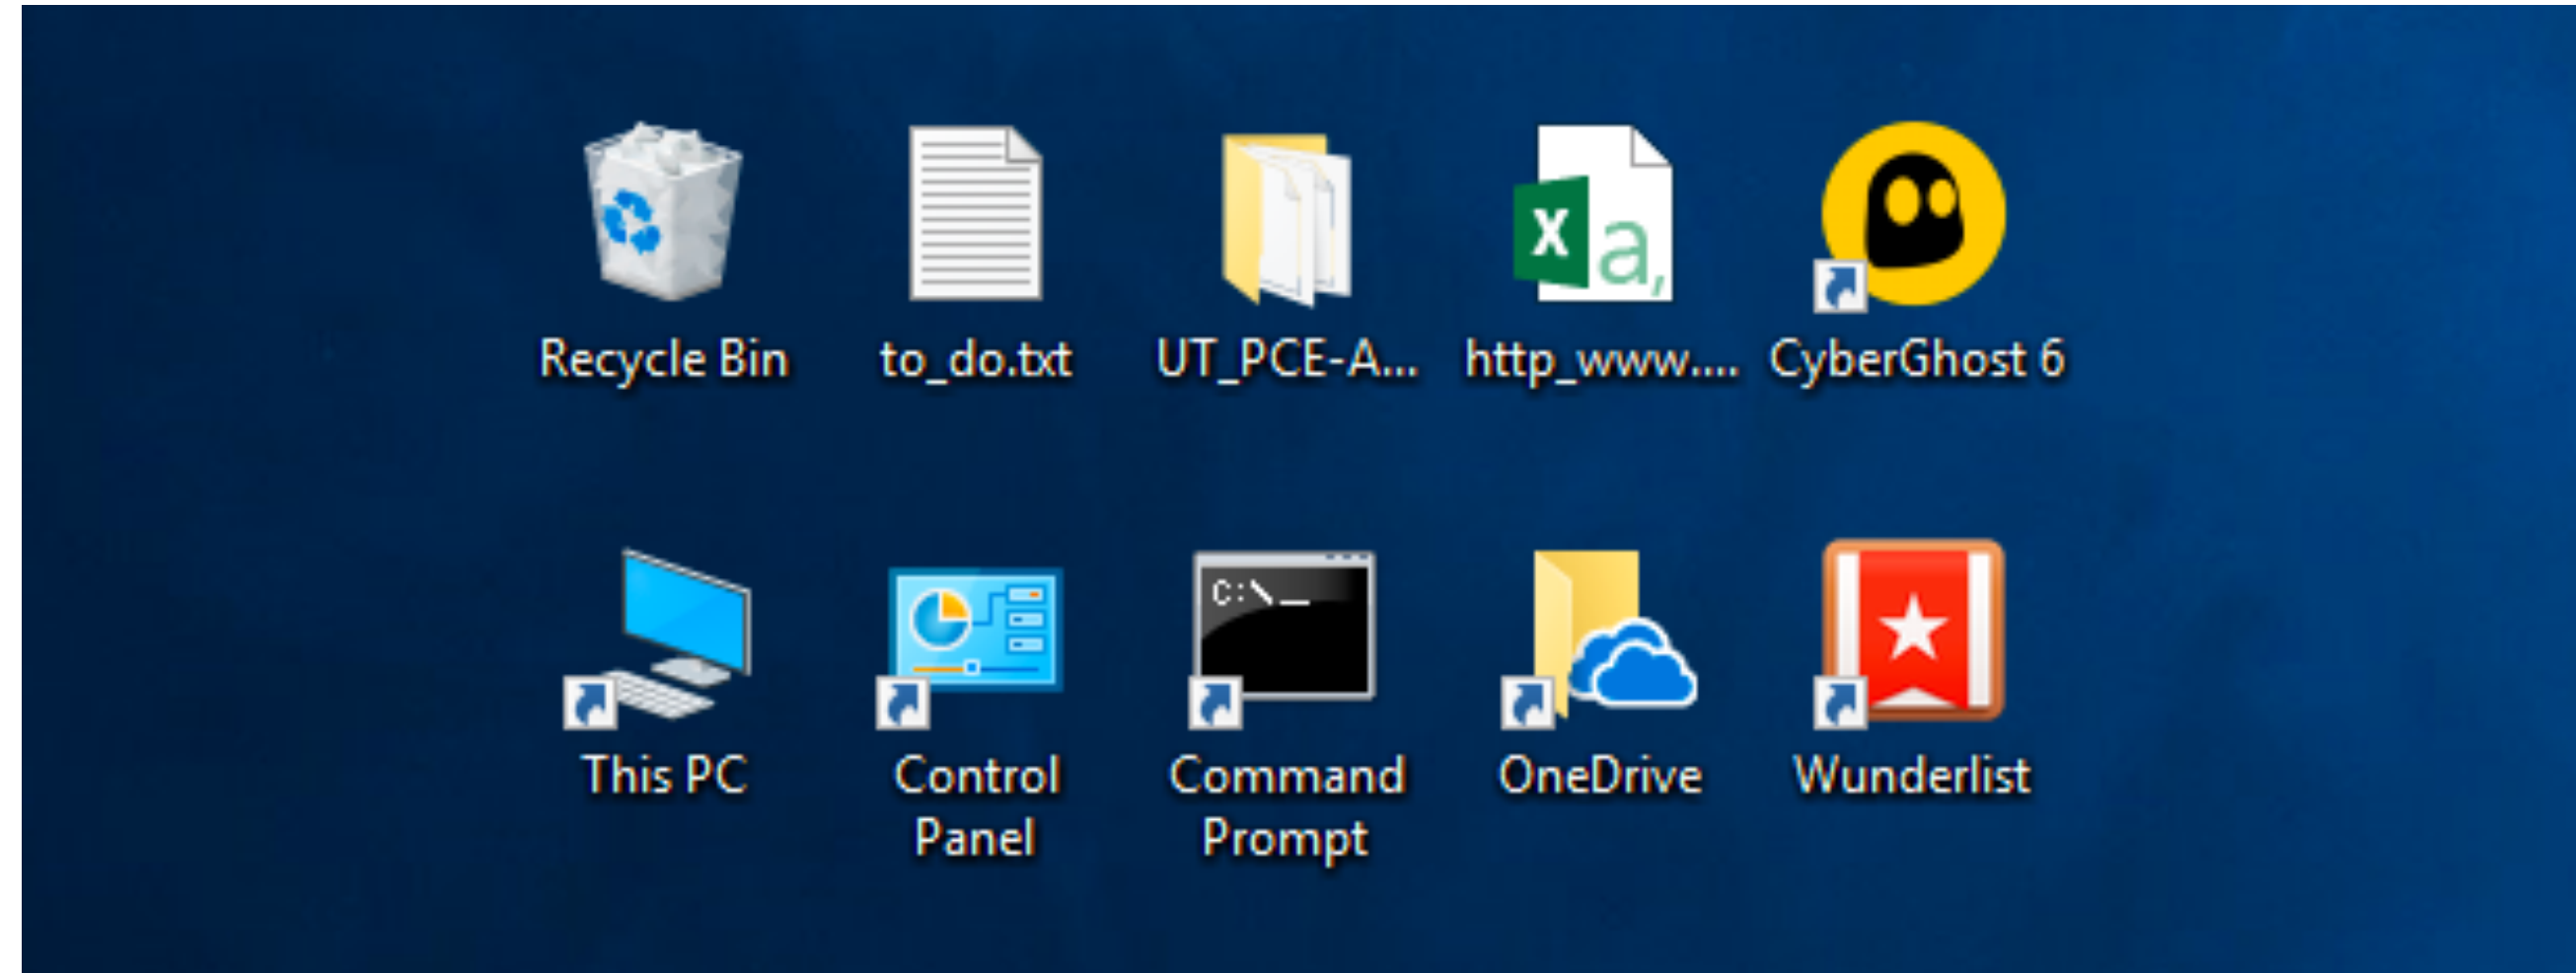 Recycle Bin
to_do.txt
UT_PCE-A...
http_www....
CyberGhost 6
X a,
C:\_
This PC
Control
Panel
Command
Prompt
OneDrive
Wunderlist